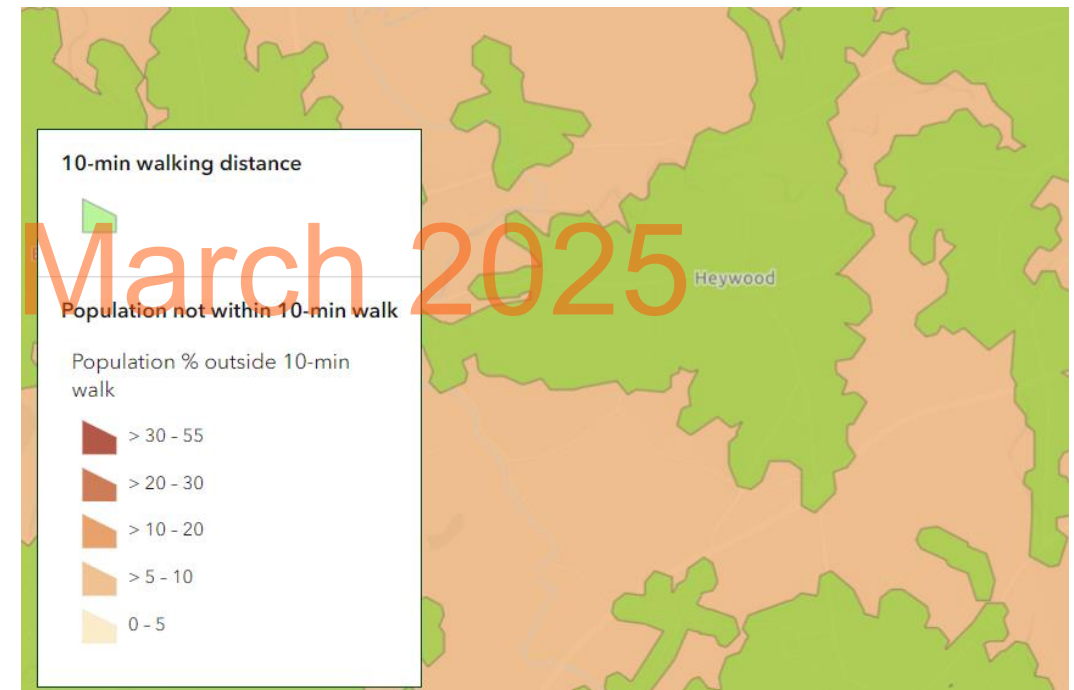 10-min walking distance
March 2025
Heywood
Population not within 10-min walk
Population % outside 10-min
walk
> 30 - 55
> 20 - 30
> 10 - 20
> 5 - 10
0 - 5